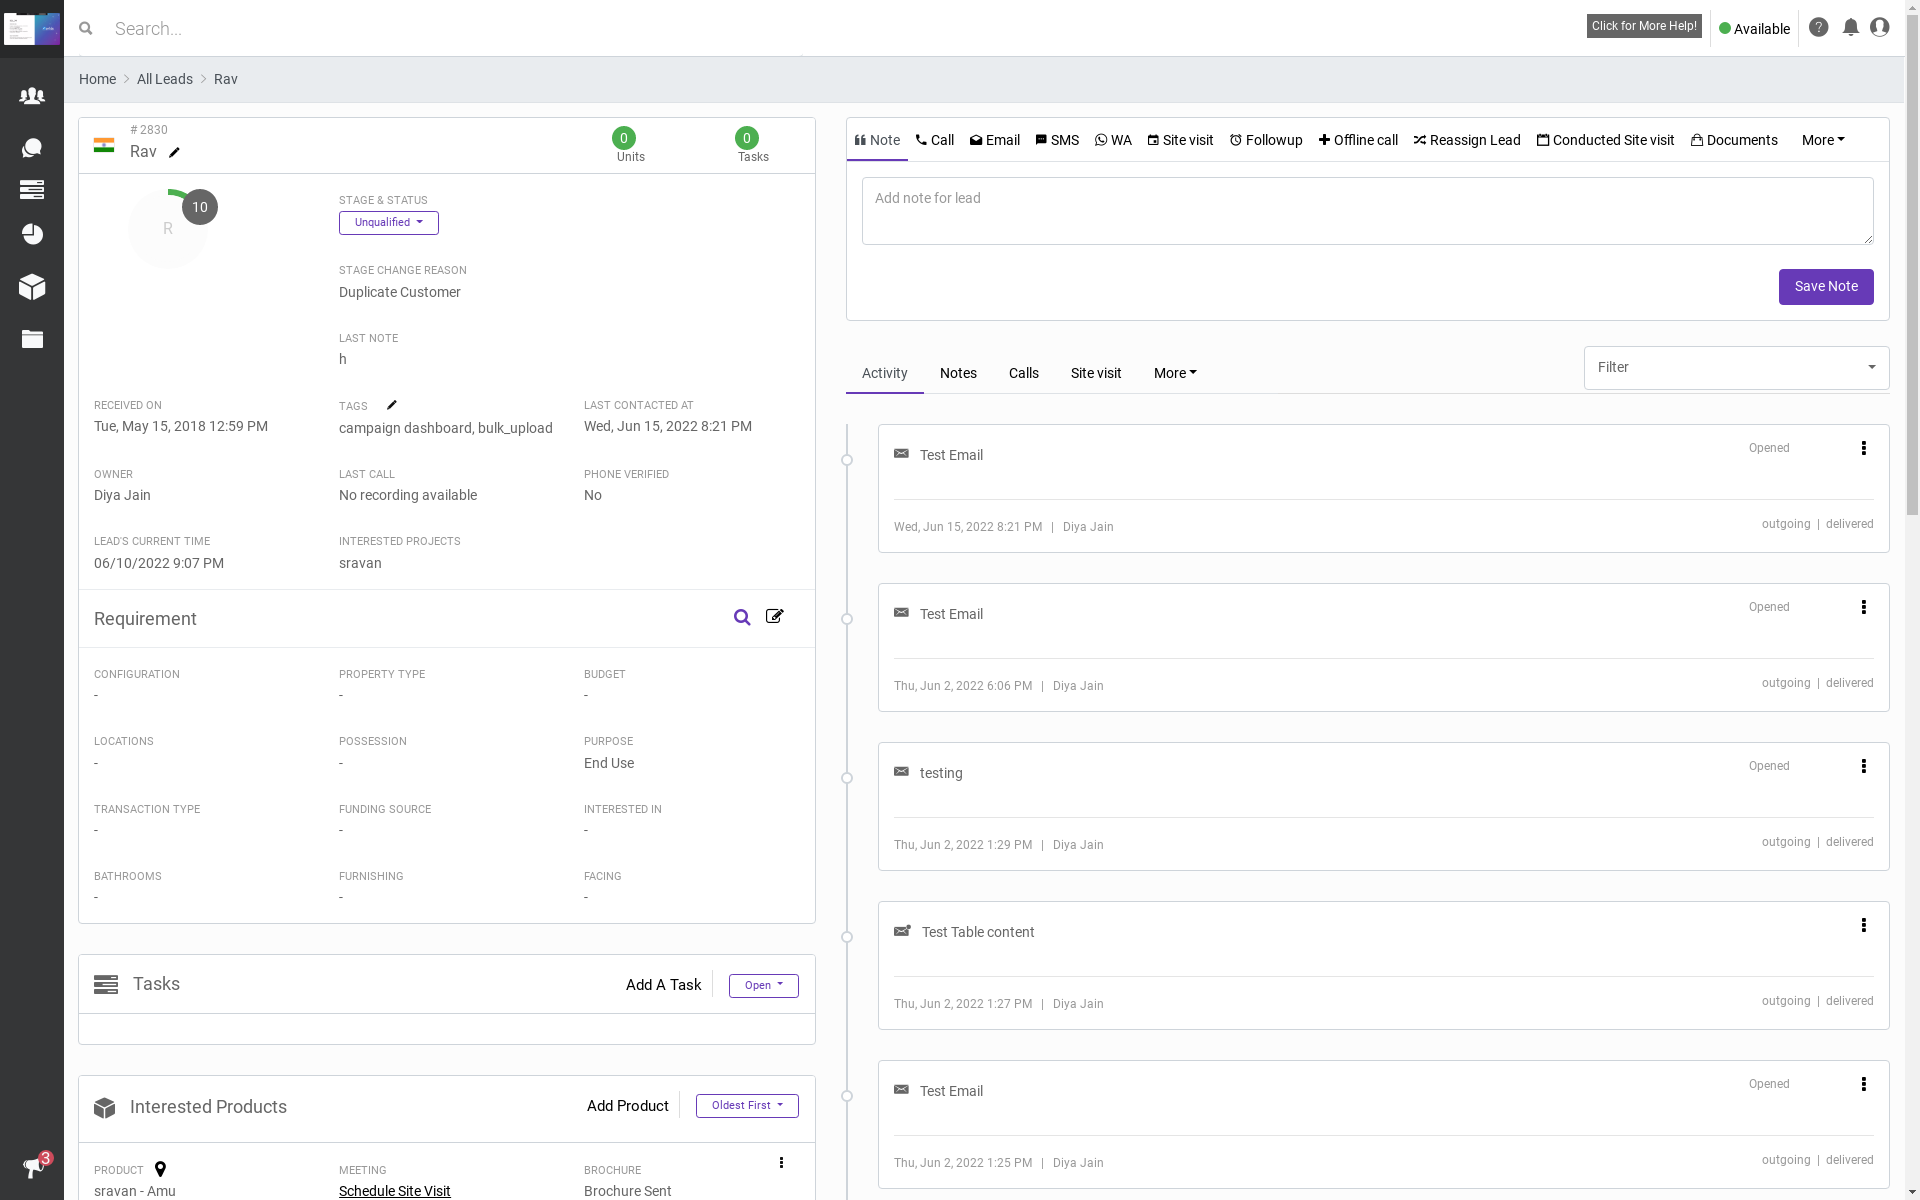 Search...
Click for More Help!
Available
Home
All Leads
Rav
# 2830
Rav
0
Units
0
Tasks
R
10
STAGE & STATUS
Unqualified
STAGE CHANGE REASON
Duplicate Customer
LAST NOTE
h
RECEIVED ON
Tue, May 15, 2018 12:59 PM
TAGS
campaign dashboard, bulk_upload
LAST CONTACTED AT
Wed, Jun 15, 2022 8:21 PM
OWNER
Diya Jain
LAST CALL
No recording available
PHONE VERIFIED
No
LEAD'S CURRENT TIME
06/10/2022 9:07 PM
INTERESTED PROJECTS
sravan
Requirement
CONFIGURATION
-
PROPERTY TYPE
-
BUDGET
-
LOCATIONS
-
POSSESSION
-
PURPOSE
End Use
TRANSACTION TYPE
-
FUNDING SOURCE
-
INTERESTED IN
-
BATHROOMS
-
FURNISHING
-
FACING
-
Tasks
Add A Task
Open
Interested Products
Add Product
Oldest First
PRODUCT
sravan - Amu
MEETING
Schedule Site Visit
BROCHURE
Brochure Sent
3
Note
Call
Email
SMS
WA
Site visit
Followup
Offline call
Reassign Lead
Conducted Site visit
Documents
More
Add note for lead
Save Note
Activity
Notes
Calls
Site visit
More
Filter
Test Email
Opened
Wed, Jun 15, 2022 8:21 PM | Diya Jain
outgoing | delivered
Test Email
Opened
Thu, Jun 2, 2022 6:06 PM | Diya Jain
outgoing | delivered
testing
Opened
Thu, Jun 2, 2022 1:29 PM | Diya Jain
outgoing | delivered
Test Table content
Thu, Jun 2, 2022 1:27 PM | Diya Jain
outgoing | delivered
Test Email
Opened
Thu, Jun 2, 2022 1:25 PM | Diya Jain
outgoing | delivered